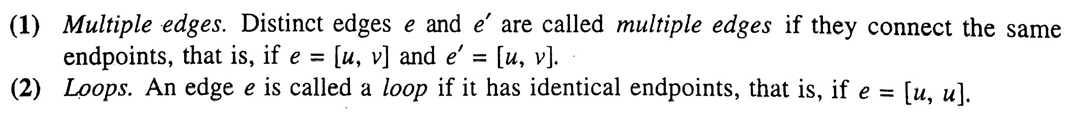 (1) Multiple edges. Distinct edges e and e′ are called multiple edges if they connect the same
endpoints, that is, if e = [u, v] and e′ = [u, v].
(2) Loops. An edge e is called a loop if it has identical endpoints, that is, if e = [u, u].